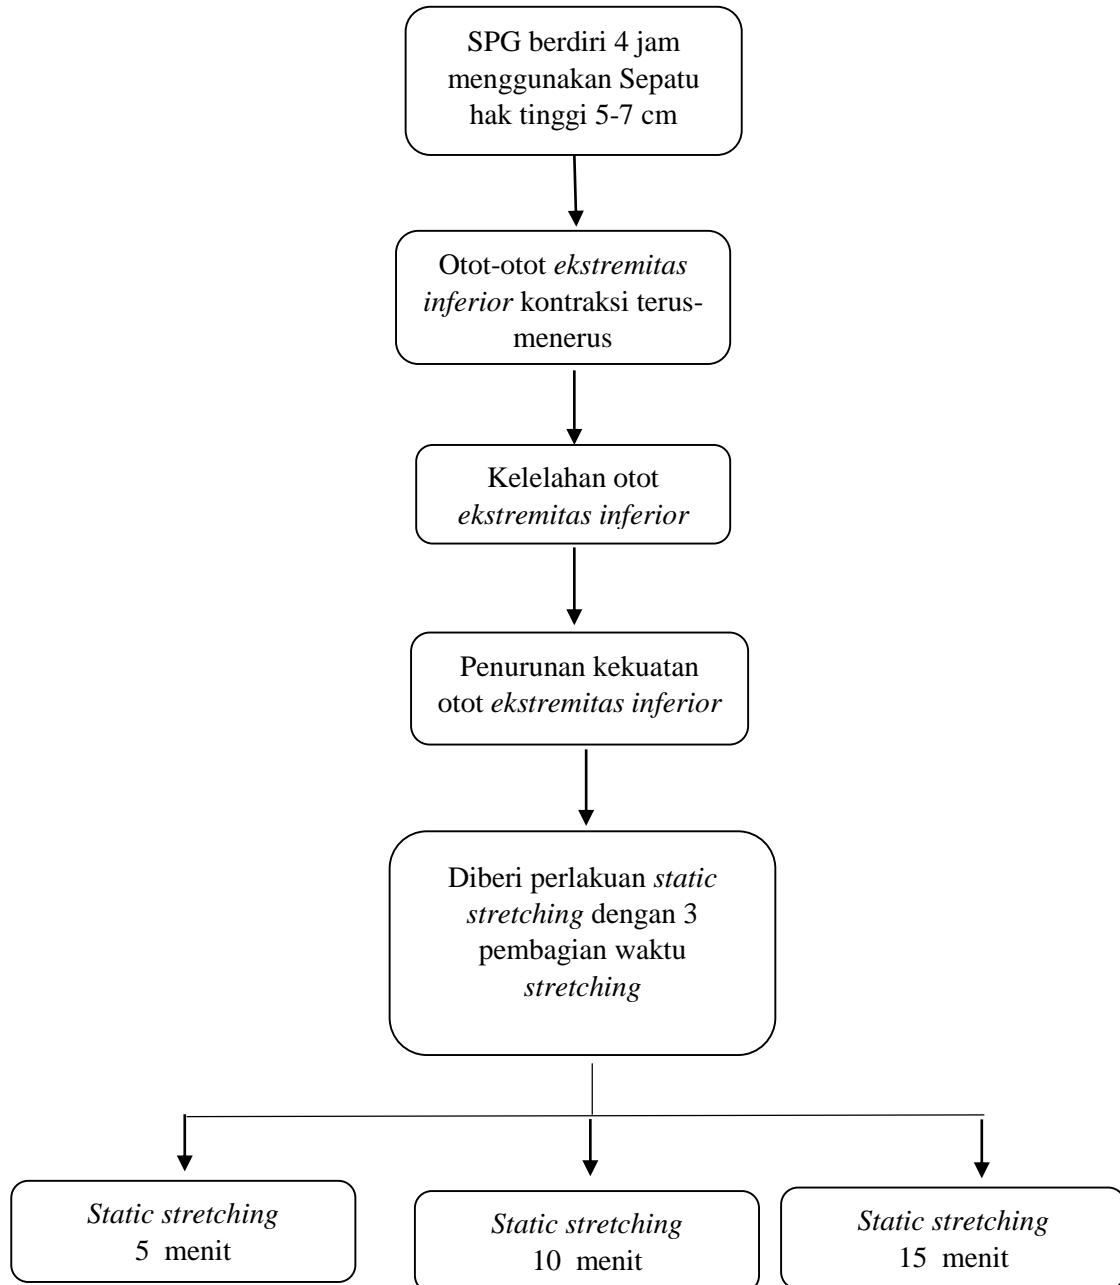 SPG berdiri 4 jam
menggunakan Sepatu
hak tinggi 5-7 cm
Otot-otot ekstremitas
inferior kontraksi terus-
menerus
Kelelahan otot
ekstremitas inferior
Penurunan kekuatan
otot ekstremitas inferior
Diberi perlakuan static
stretching dengan 3
pembagian waktu
stretching
Static stretching
5 menit
Static stretching
10 menit
Static stretching
15 menit